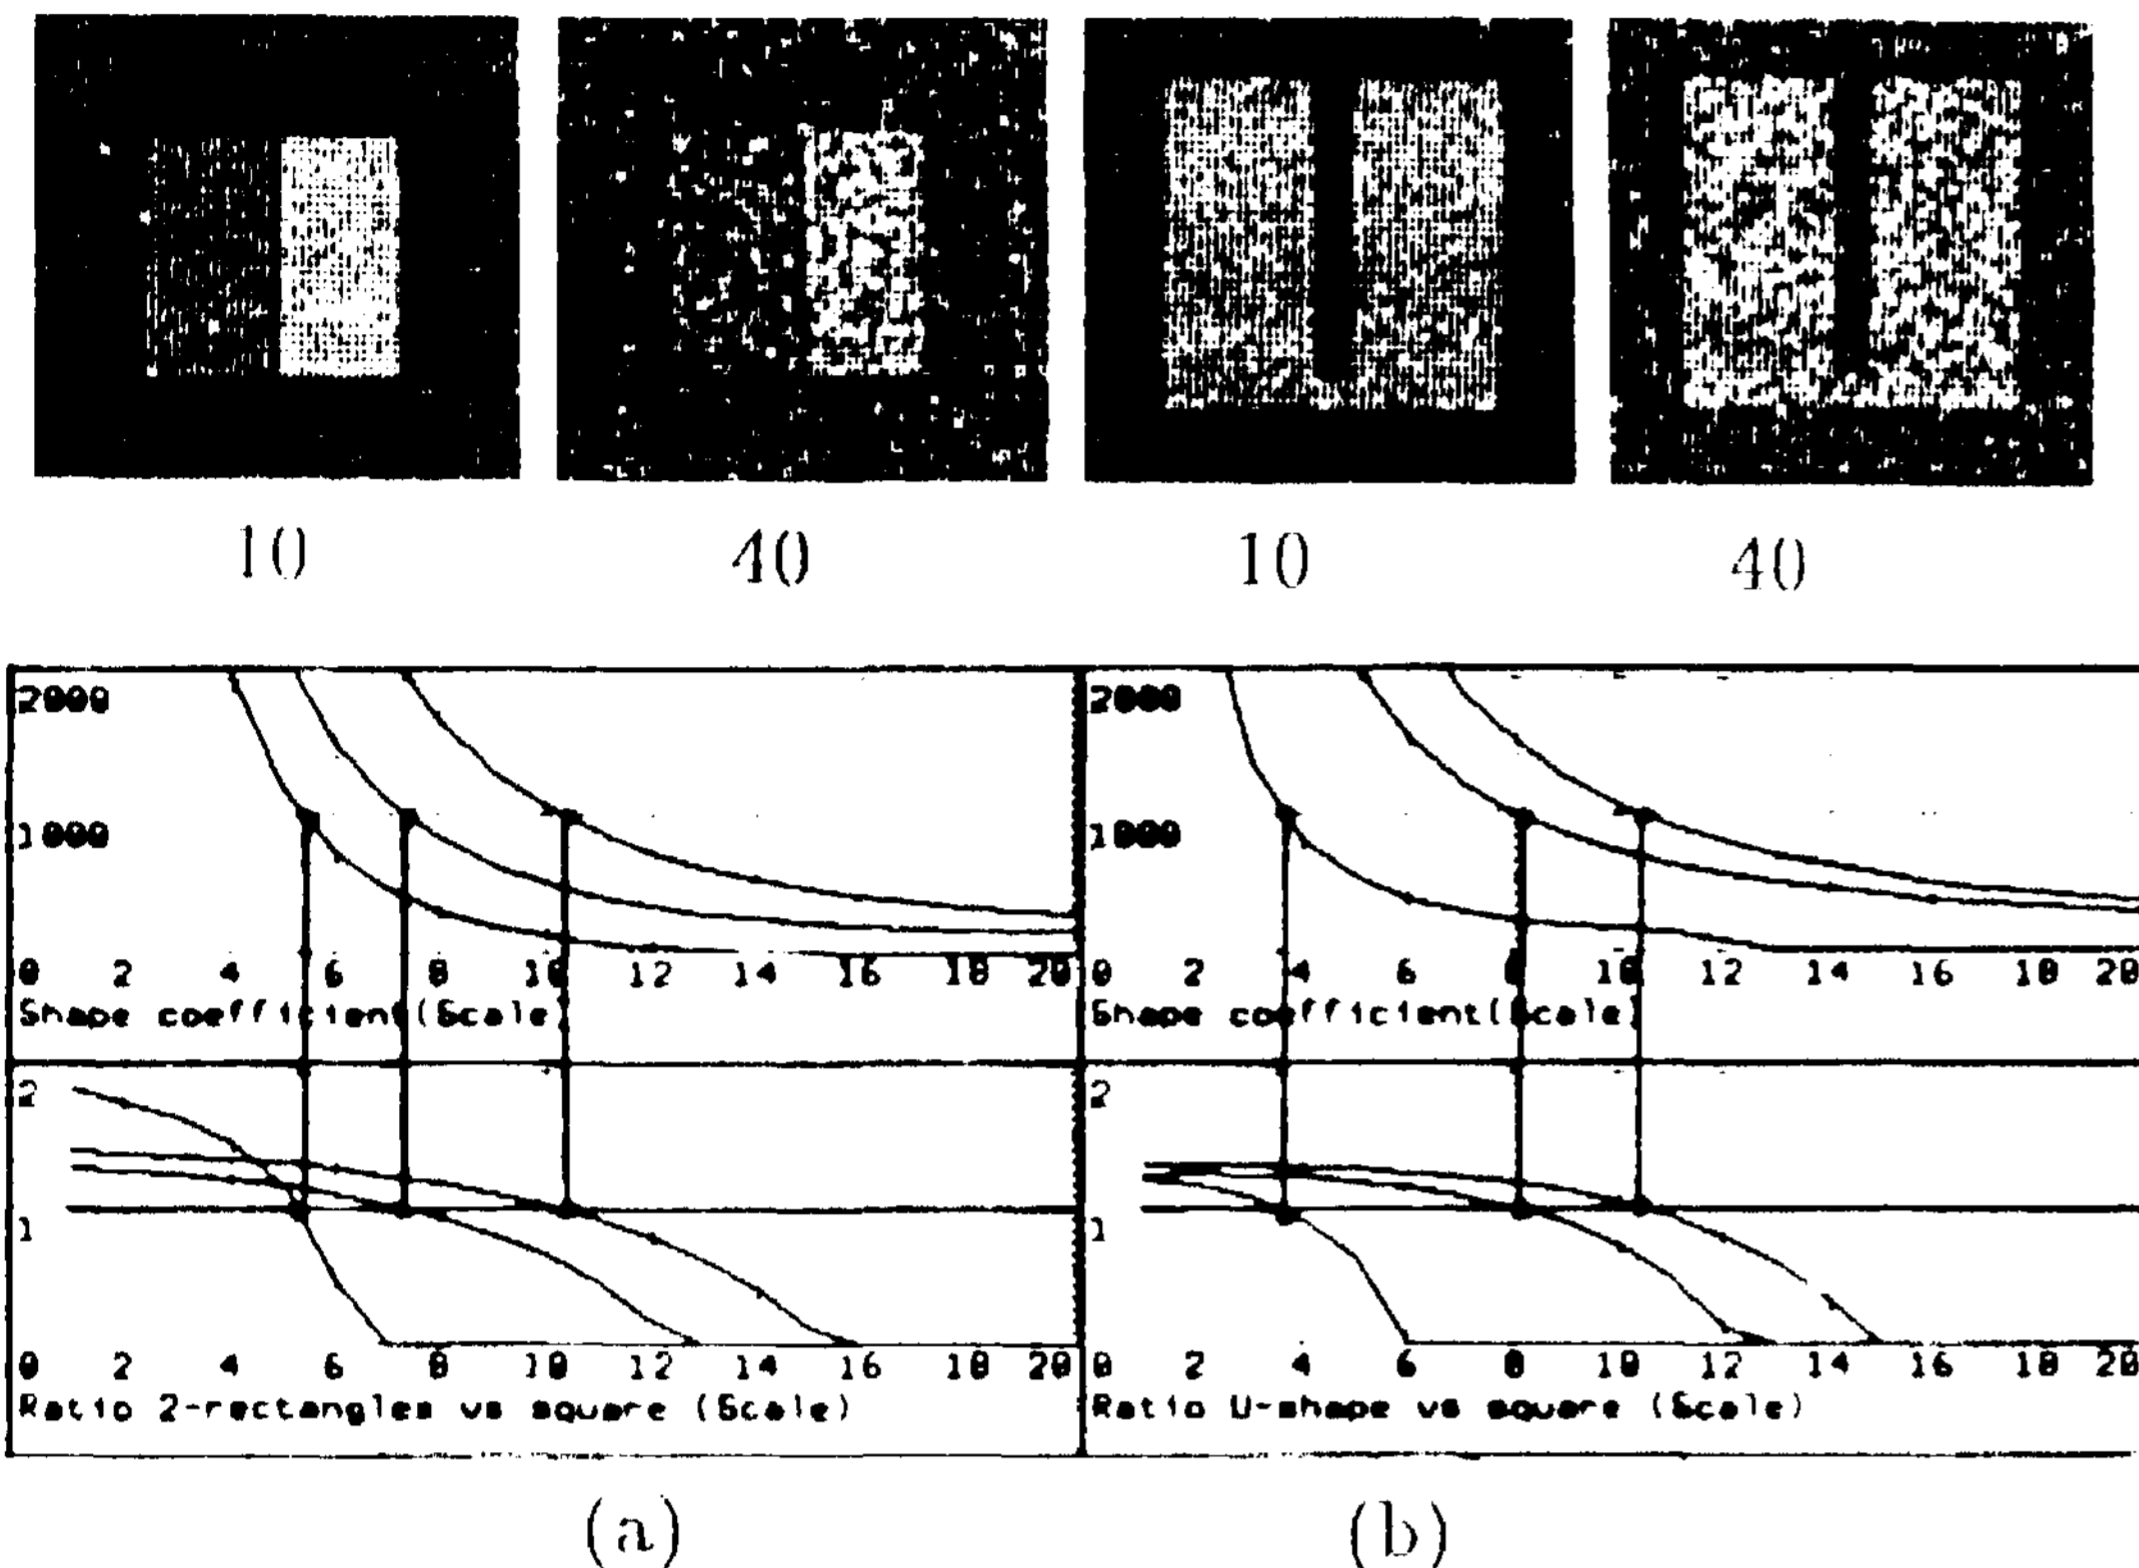 10 40 10 40
2000 2000
1000 1000
0 2 4 6 8 10 12 14 16 18 20 0 2 4 6 8 10 12 14 16 18 20
Shape coefficient(Scale) Shape coefficient(Scale)
2 2
1 1
0 2 4 6 8 10 12 14 16 18 20 0 2 4 6 8 10 12 14 16 18 20
Ratio 2-rectangles vs square (Scale) Ratio U-shape vs square (Scale)
(a) (b)